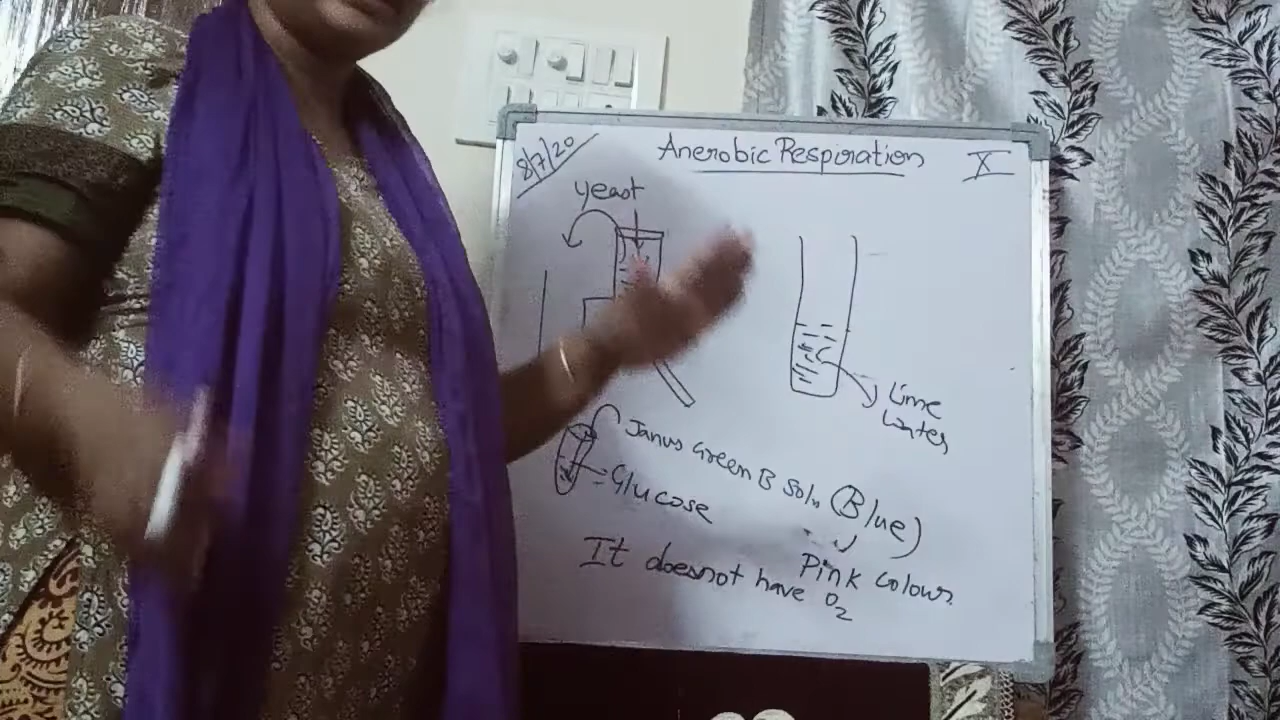 8/7/20
Anerobic Respiration
X
yeast
Lime
water
Janus Green B Soln (Blue)
Glucose
Pink colour
It doesnot have O2